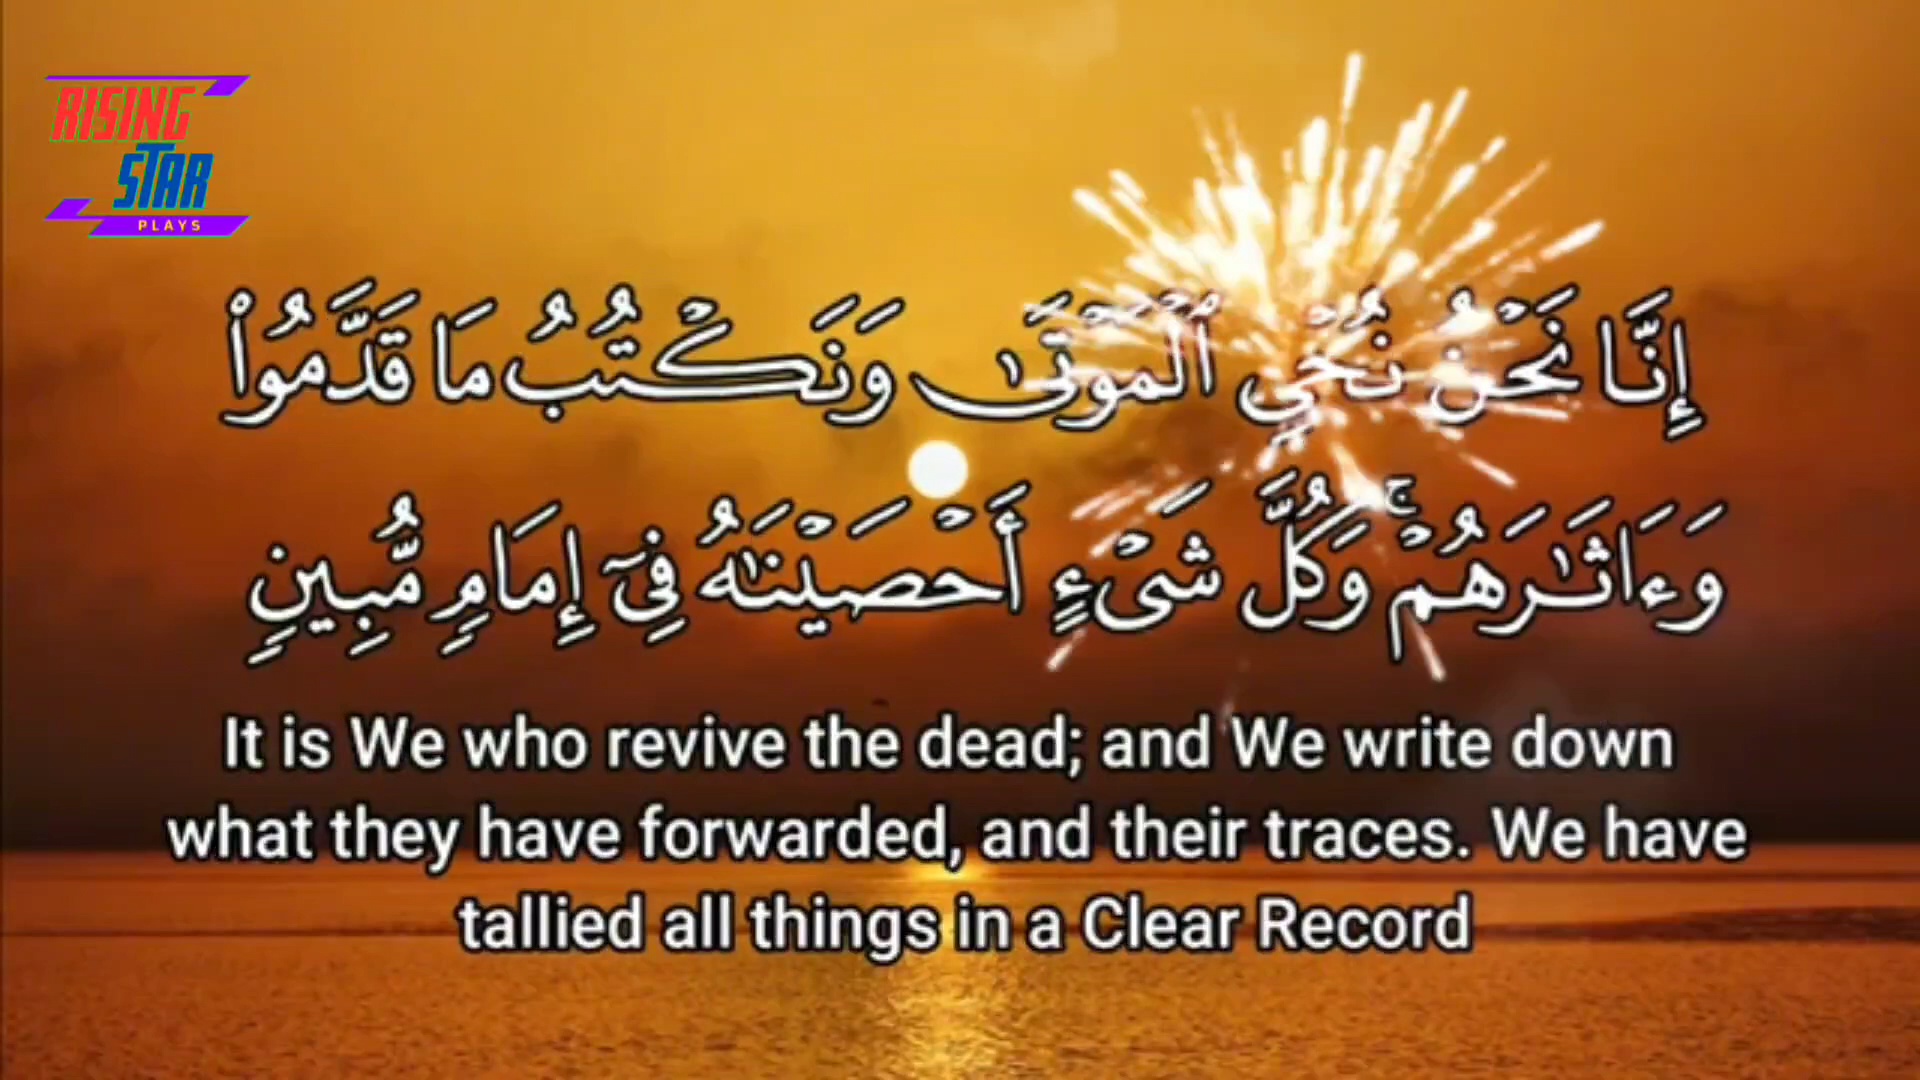 RISING
STAR
PLAYS
إِنَّا نَحْنُ نُحْيِ ٱلْمَوْتَىٰ وَنَكْتُبُ مَا قَدَّمُوا۟
وَءَاثَـٰرَهُمْ ۚ وَكُلَّ شَىْءٍ أَحْصَيْنَـٰهُ فِىٓ إِمَامٍ مُّبِينٍ
It is We who revive the dead; and We write down
what they have forwarded, and their traces. We have
tallied all things in a Clear Record